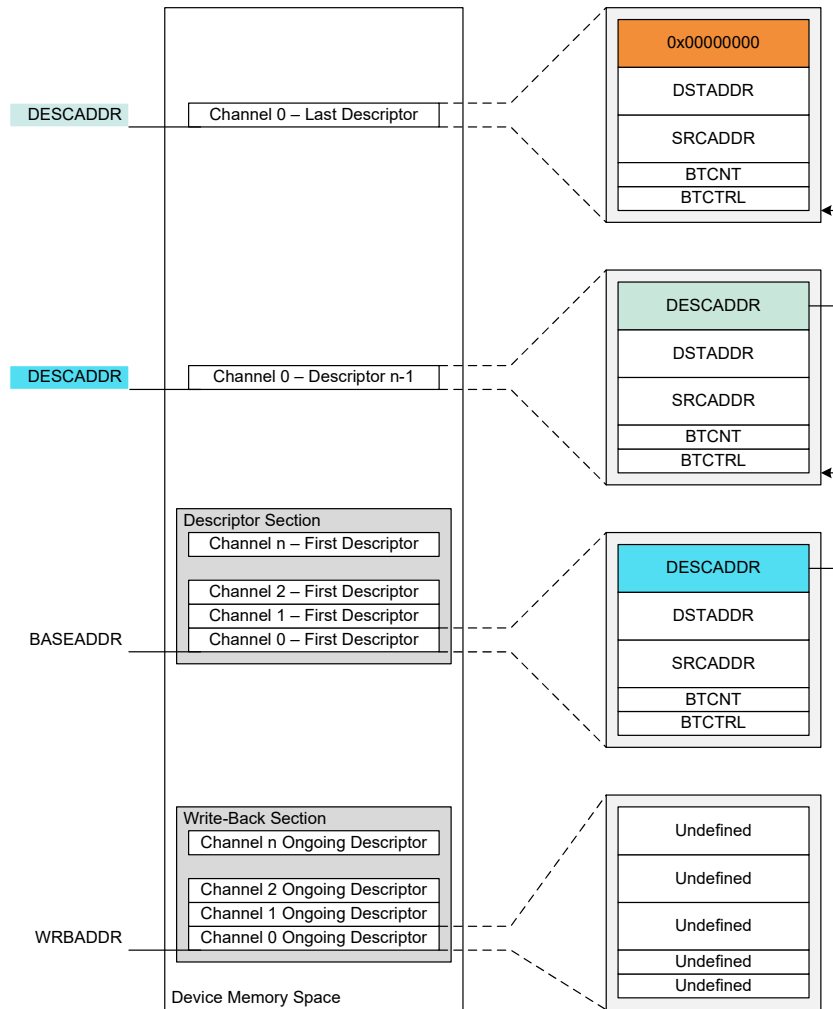 0x00000000
DESCADDR
Channel 0 – Last Descriptor
DSTADDR
SRCADDR
BTCNT
BTCTRL
DESCADDR
Channel 0 – Descriptor n-1
DESCADDR
DSTADDR
SRCADDR
BTCNT
BTCTRL
Descriptor Section
Channel n – First Descriptor
Channel 2 – First Descriptor
Channel 1 – First Descriptor
BASEADDR
Channel 0 – First Descriptor
DESCADDR
DSTADDR
SRCADDR
BTCNT
BTCTRL
Write-Back Section
Channel n Ongoing Descriptor
Channel 2 Ongoing Descriptor
Channel 1 Ongoing Descriptor
WRBADDR
Channel 0 Ongoing Descriptor
Undefined
Undefined
Undefined
Undefined
Undefined
Device Memory Space